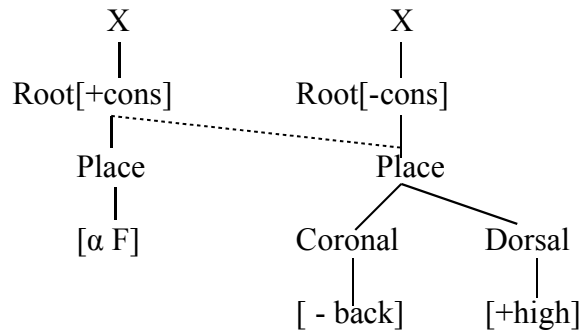 X X
Root[+cons] Root[-cons]
Place Place
[α F] Coronal Dorsal
[ - back] [+high]